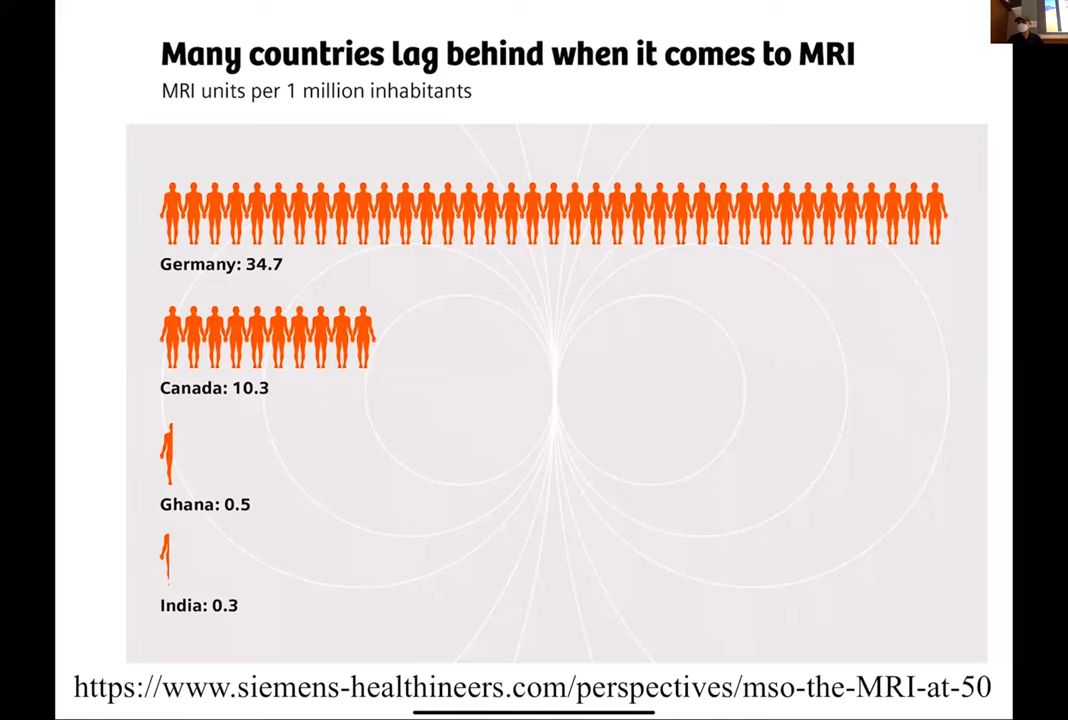 Many countries lag behind when it comes to MRI
MRI units per 1 million inhabitants
Germany: 34.7
Canada: 10.3
Ghana: 0.5
India: 0.3
https://www.siemens-healthineers.com/perspectives/mso-the-MRI-at-50